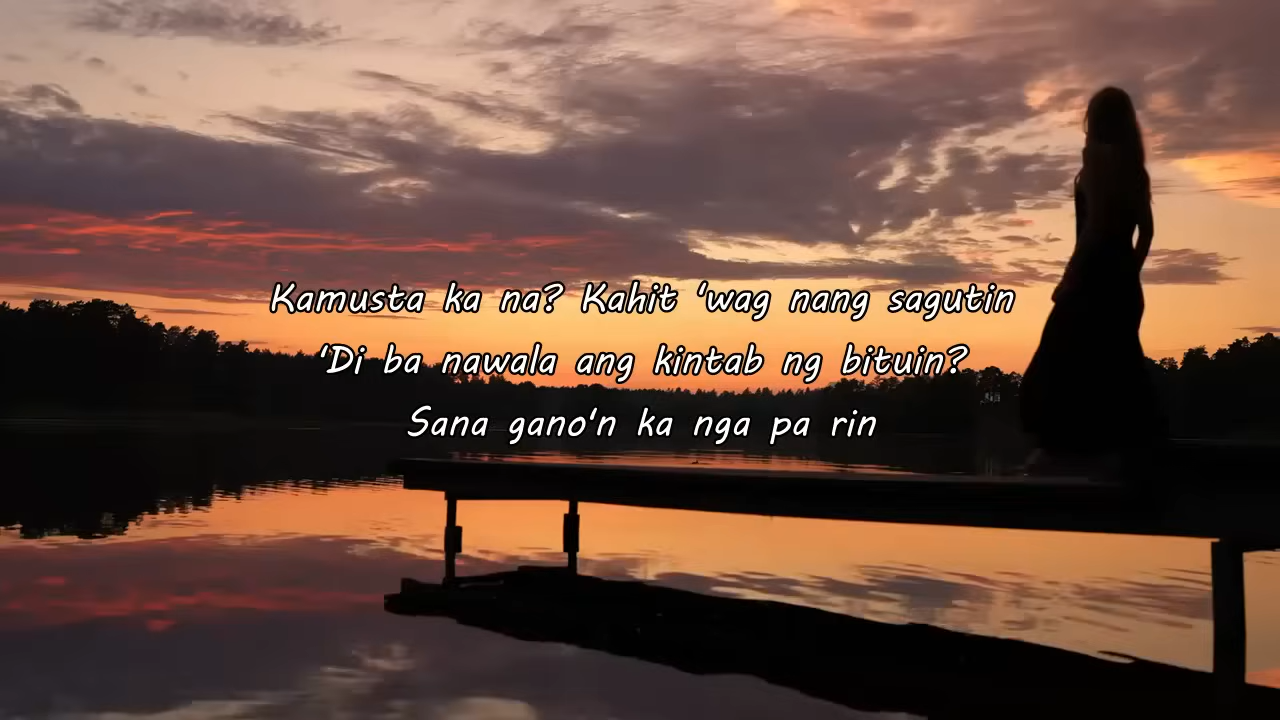 Kamusta ka na? Kahit ‘wag nang sagutin
‘Di ba nawala ang kintab ng bituin?
Sana gano'n ka nga pa rin